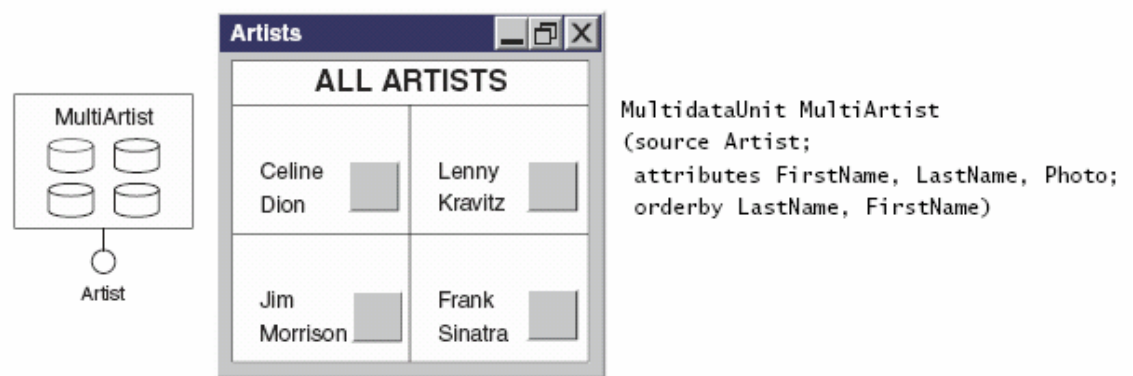 MultiArtist
Artist
Artists
ALL ARTISTS
Celine
Dion
Lenny
Kravitz
Jim
Morrison
Frank
Sinatra
MultidataUnit MultiArtist
(source Artist;
attributes FirstName, LastName, Photo;
orderby LastName, FirstName)